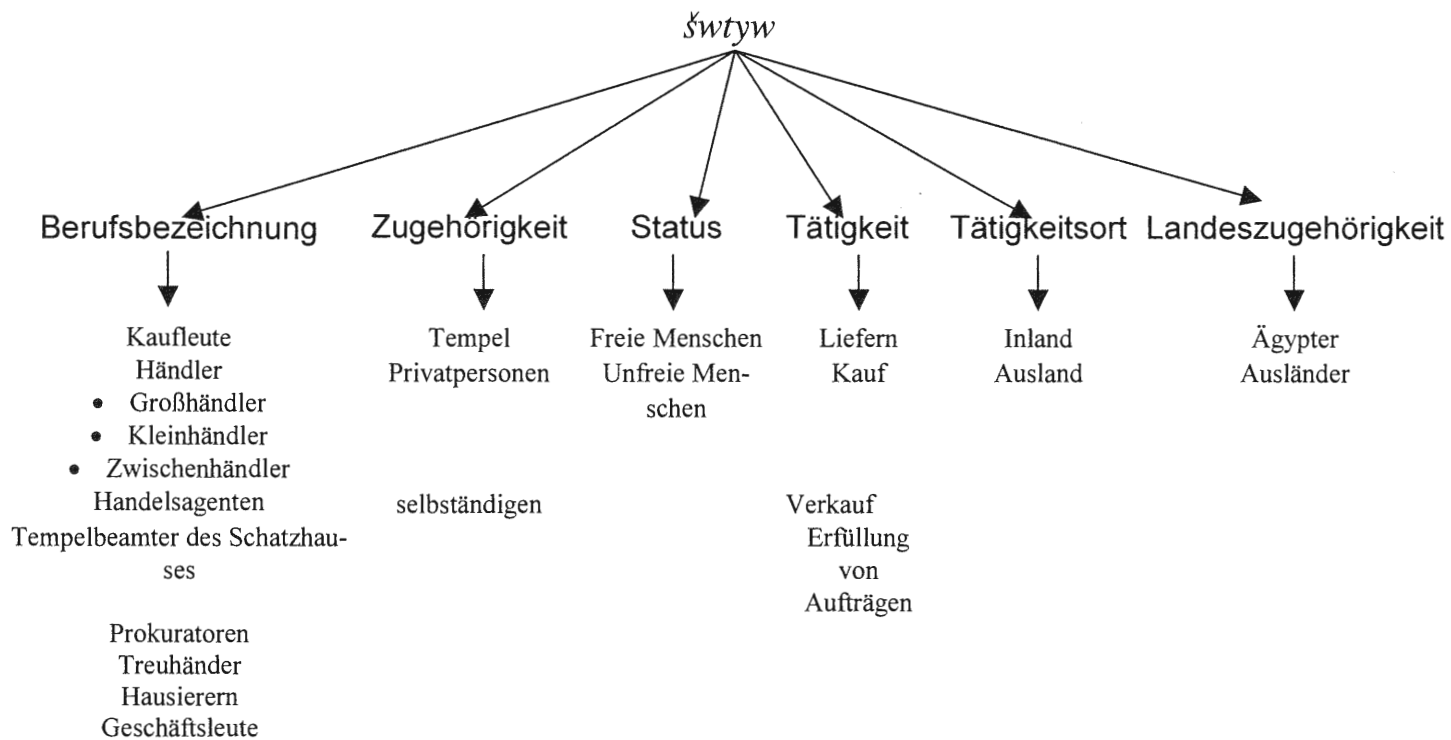 šwtyw
Berufsbezeichnung Zugehörigkeit Status Tätigkeit Tätigkeitsort Landeszugehörigkeit
Kaufleute
Händler
• Großhändler
• Kleinhändler
• Zwischenhändler
Handelsagenten
Tempelbeamter des Schatzhau-
ses
Prokuratoren
Treuhänder
Hausierern
Geschäftsleute
Tempel
Privatpersonen
selbständigen
Freie Menschen
Unfreie Men-
schen
Liefern
Kauf
Verkauf
Erfüllung
von
Aufträgen
Inland
Ausland
Ägypter
Ausländer